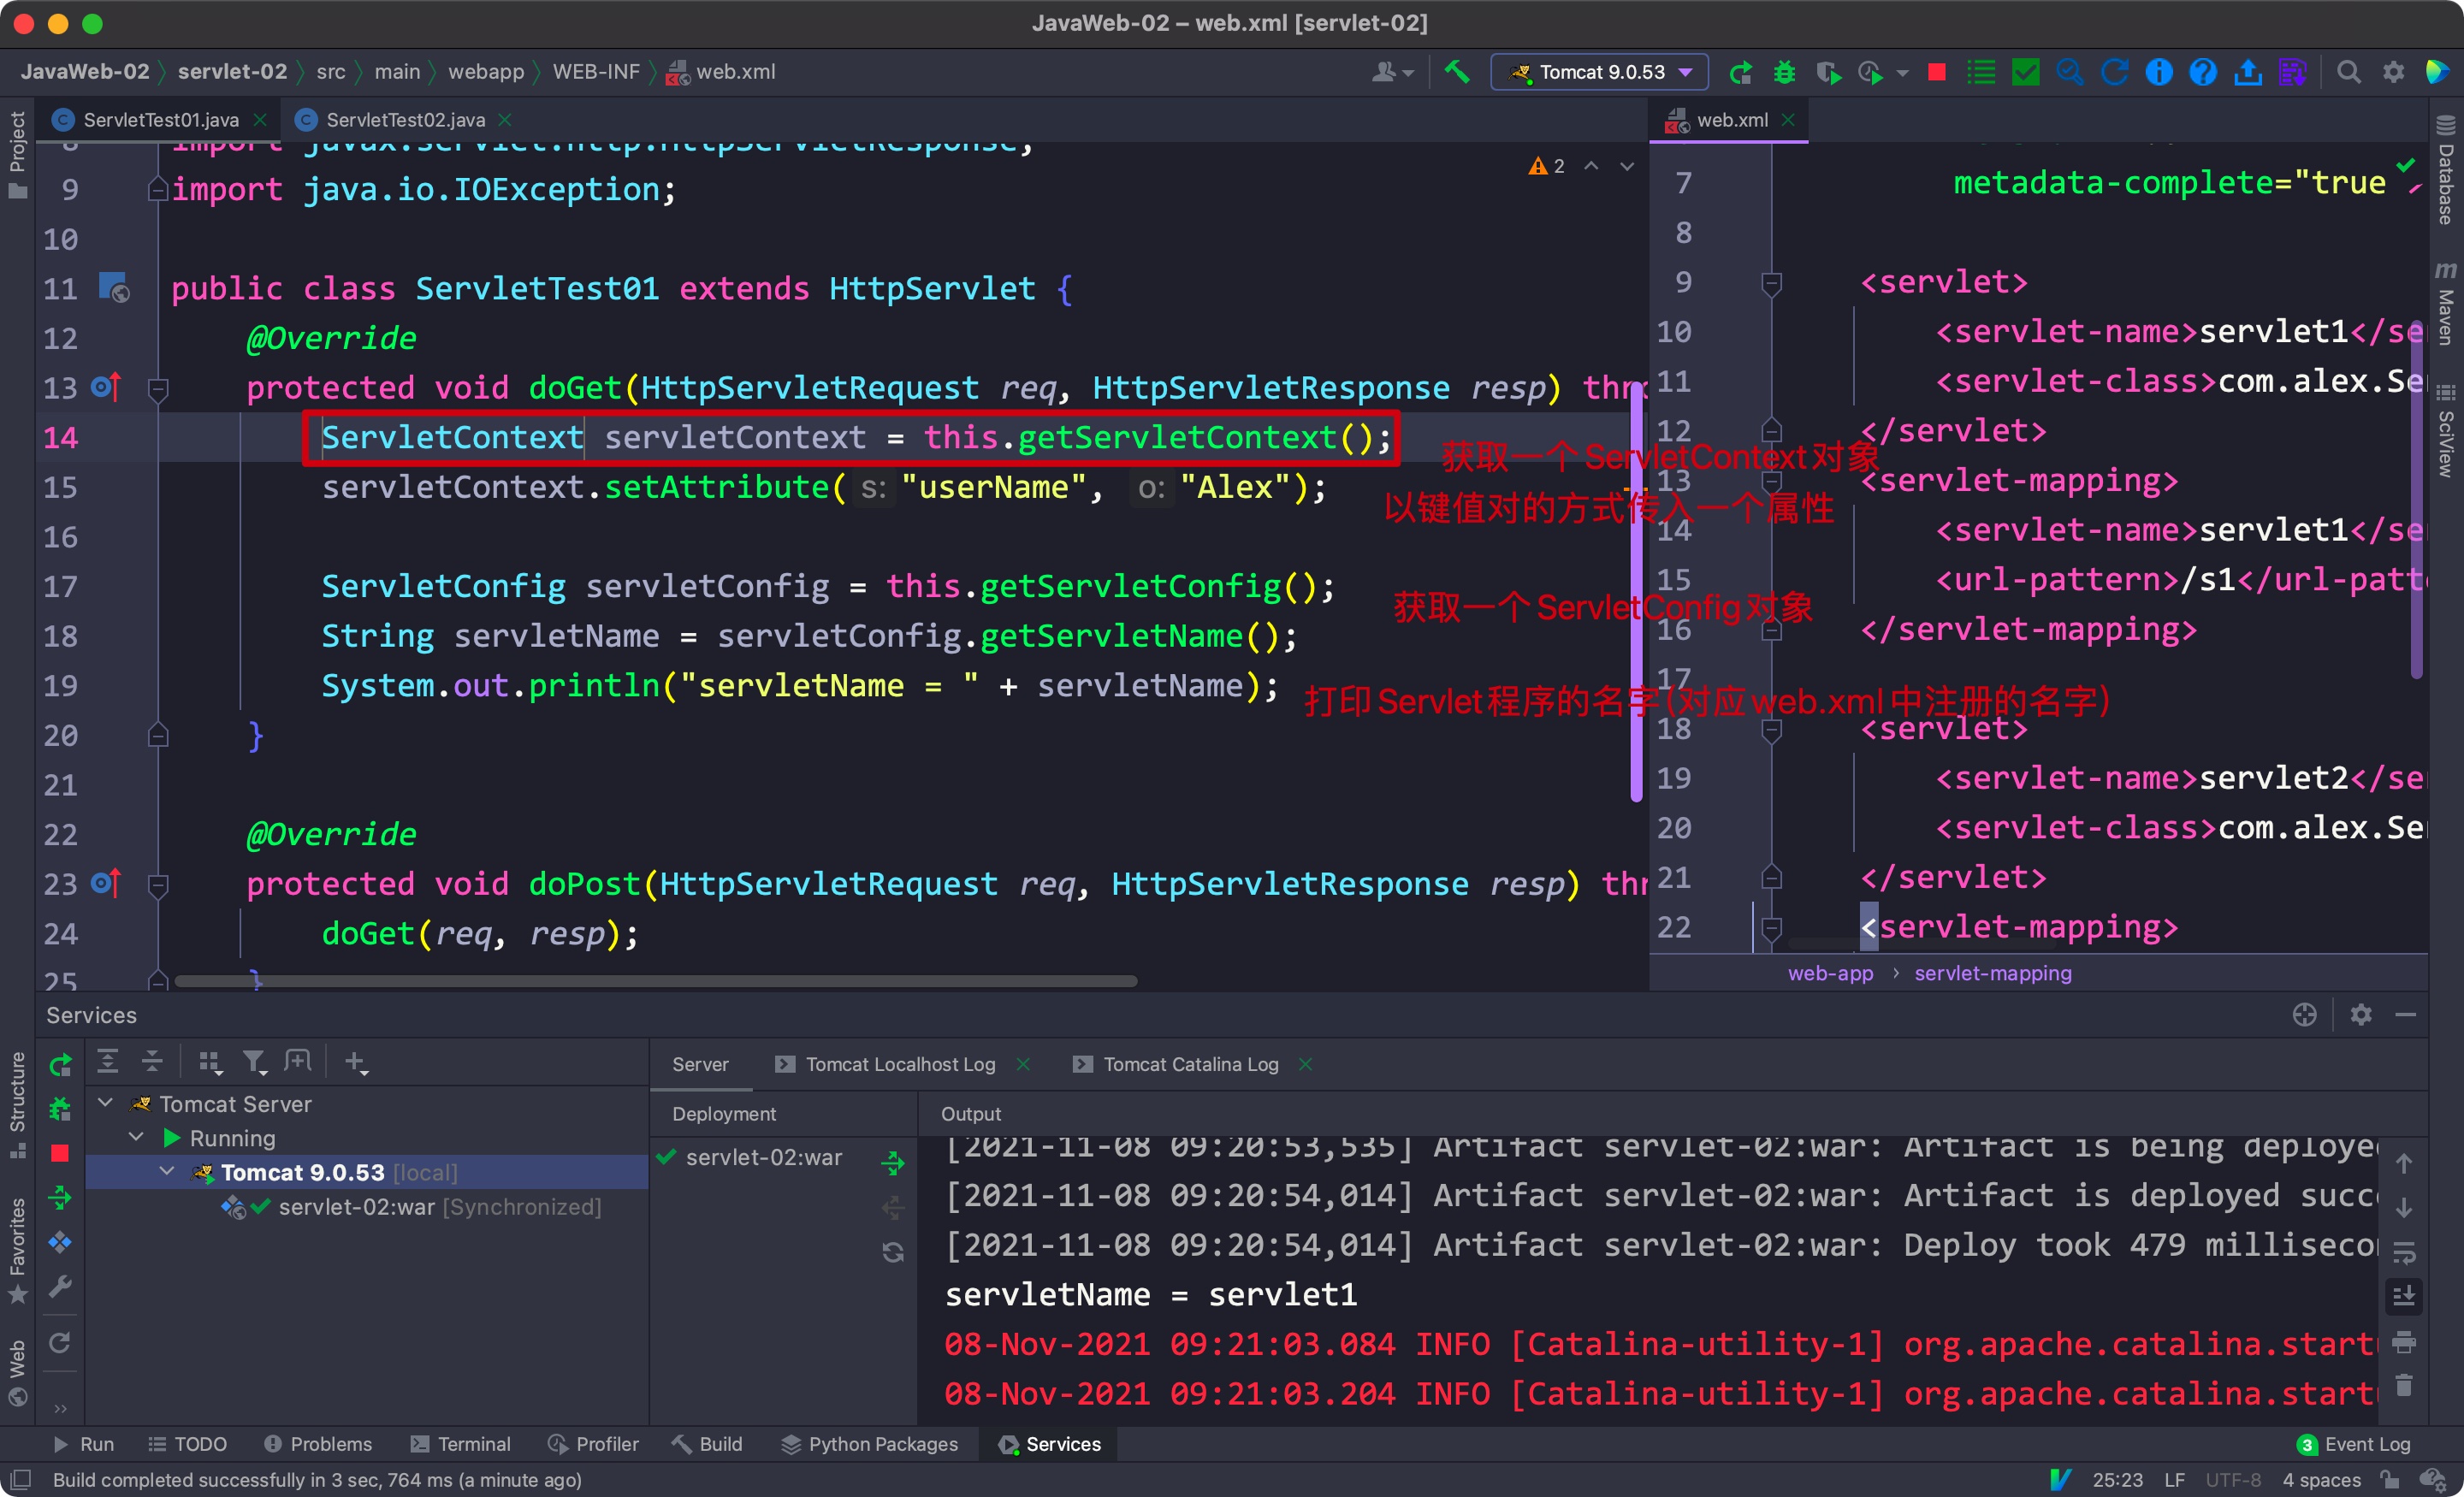 JavaWeb-02 – web.xml [servlet-02]
JavaWeb-02 servlet-02 src main webapp WEB-INF web.xml
Tomcat 9.0.53
ServletTest01.java ServletTest02.java
web.xml
Project
8 import javax.servlet.http.HttpServletResponse;
9 import java.io.IOException;
2
10
11 public class ServletTest01 extends HttpServlet {
12 @Override
13 protected void doGet(HttpServletRequest req, HttpServletResponse resp) thro
14 ServletContext servletContext = this.getServletContext();
获取一个ServletContext对象
15 servletContext.setAttribute( s: "userName", o: "Alex");
以键值对的方式传入一个属性
16
17 ServletConfig servletConfig = this.getServletConfig();
获取一个ServletConfig对象
18 String servletName = servletConfig.getServletName();
19 System.out.println("servletName = " + servletName);
打印Servlet程序的名字(对应web.xml中注册的名字)
20 }
21
22 @Override
23 protected void doPost(HttpServletRequest req, HttpServletResponse resp) thr
24 doGet(req, resp);
25 }
7 metadata-complete="true
8
9 <servlet>
10 <servlet-name>servlet1</se
11 <servlet-class>com.alex.Se
12 </servlet>
13 <servlet-mapping>
14 <servlet-name>servlet1</se
15 <url-pattern>/s1</url-patt
16 </servlet-mapping>
17
18 <servlet>
19 <servlet-name>servlet2</se
20 <servlet-class>com.alex.Se
21 </servlet>
22 <servlet-mapping>
web-app › servlet-mapping
Database
Maven
SciView
Services
Structure
Favorites
Web
Tomcat Server
Running
Tomcat 9.0.53 [local]
servlet-02:war [Synchronized]
Server Tomcat Localhost Log Tomcat Catalina Log
Deployment Output
servlet-02:war
[2021-11-08 09:20:53,535] Artifact servlet-02:war: Artifact is being deploye
[2021-11-08 09:20:54,014] Artifact servlet-02:war: Artifact is deployed succ
[2021-11-08 09:20:54,014] Artifact servlet-02:war: Deploy took 479 milliseco
servletName = servlet1
08-Nov-2021 09:21:03.084 INFO [Catalina-utility-1] org.apache.catalina.start
08-Nov-2021 09:21:03.204 INFO [Catalina-utility-1] org.apache.catalina.start
Run TODO Problems Terminal Profiler Build Python Packages Services
3 Event Log
Build completed successfully in 3 sec, 764 ms (a minute ago)
25:23 LF UTF-8 4 spaces